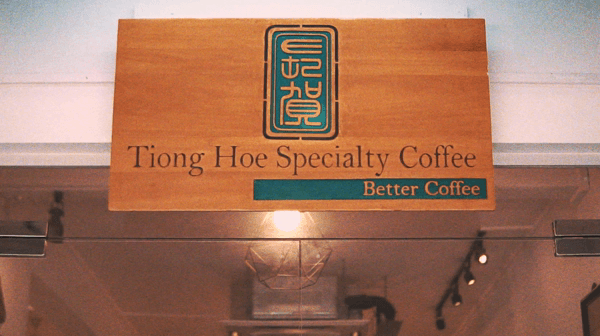 Tiong Hoe Specialty Coffee
Better Coffee